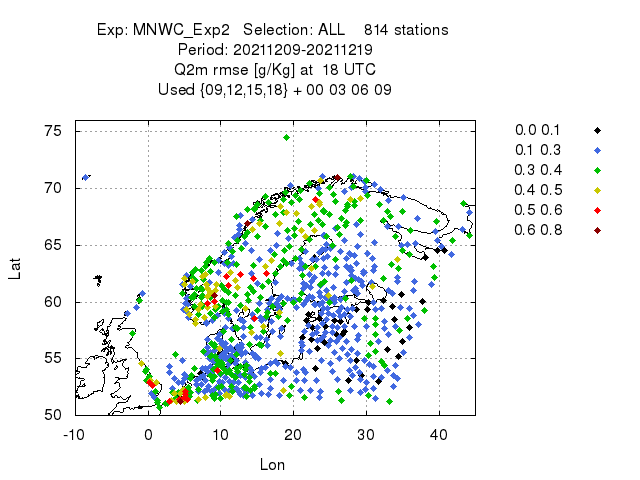 Exp: MNWC_Exp2 Selection: ALL 814 stations
Period: 20211209-20211219
Q2m rmse [g/Kg] at 18 UTC
Used {09,12,15,18} + 00 03 06 09
75
70
65
60
55
50
-10 0 10 20 30 40
Lat
Lon
0.0 0.1
0.1 0.3
0.3 0.4
0.4 0.5
0.5 0.6
0.6 0.8